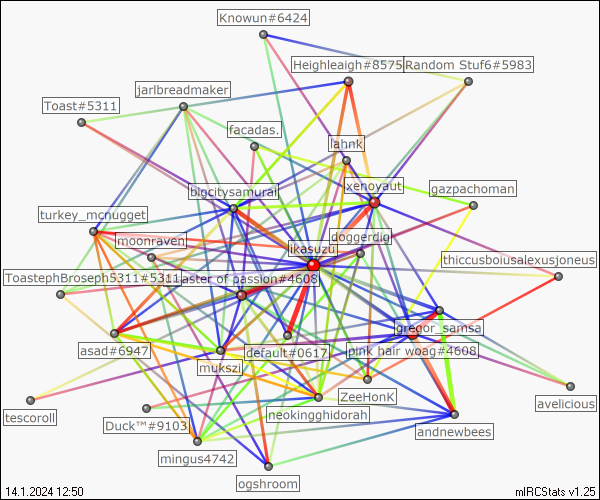 Knowun#6424
Heighleaigh#8575
Random Stuf6#5983
jarlbreadmaker
Toast#5311
facadas.
lahnk
xenoyaut
gazpachoman
bigcitysamurai
turkey_mcnugget
moonraven
doggerdig
likasuzu
thiccusbousalexusjoneus
ToastephBroseph5311#5311
aster of passion#4608
gregor_samsa
asad#6947
default#0617
pink hair woag#4608
mukszi
ZeeHonK
avelicious
tescoroll
Duck™#9103
neokingghidorah
andnewbees
mingus4742
ogshroom
14.1.2024 12:50
mIRCStats v1.25